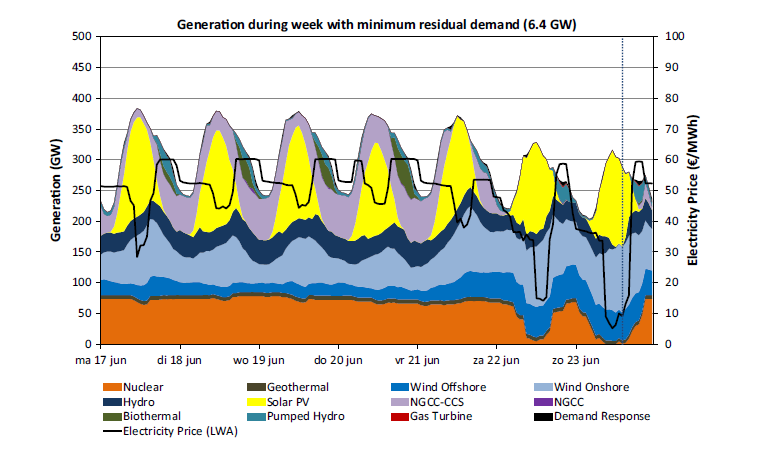 Generation during week with minimum residual demand (6.4 GW)
500 100
450 90
400 80
350 70
300 60
250 50
200 40
150 30
100 20
50 10
0 0
Generation (GW)
Electricity Price (€/MWh)
ma 17 jun di 18 jun wo 19 jun do 20 jun vr 21 jun za 22 jun zo 23 jun
Nuclear Geothermal Wind Offshore Wind Onshore
Hydro Solar PV NGCC-CCS NGCC
Biothermal Pumped Hydro Gas Turbine Demand Response
Electricity Price (LWA)